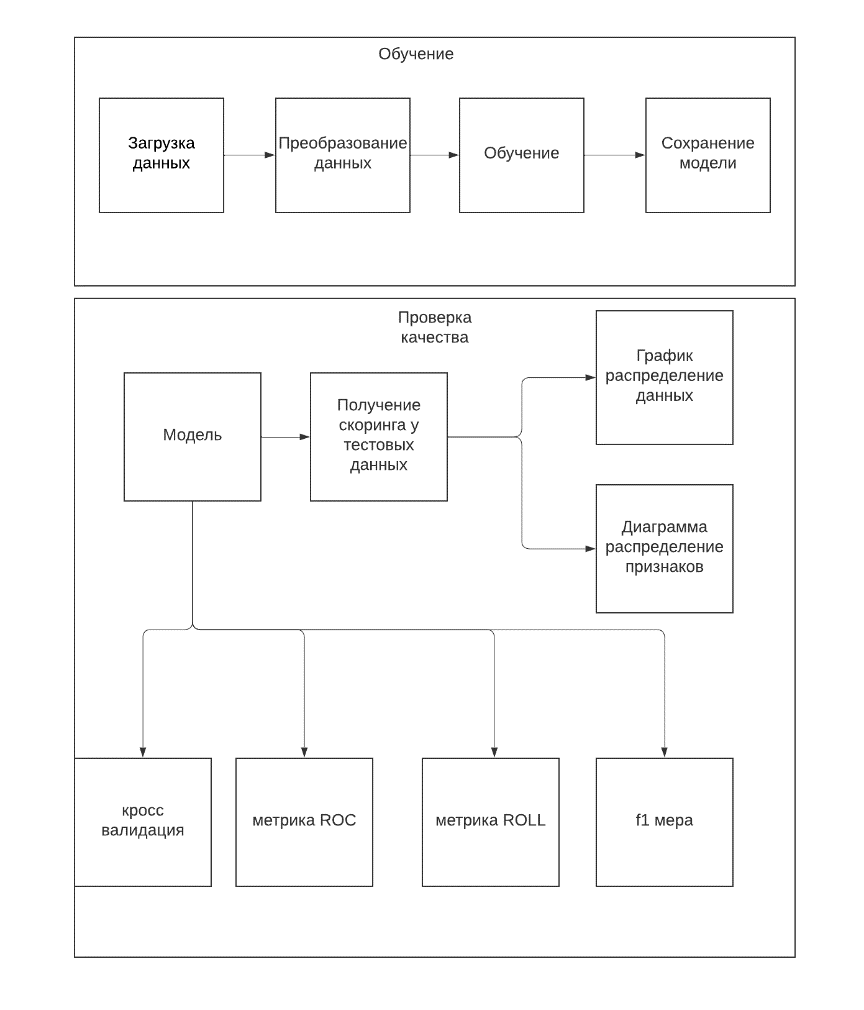 Обучение
Загрузка
данных
Преобразование
данных
Обучение
Сохранение
модели
Проверка
качества
График
распределение
данных
Модель
Получение
скоринга у
тестовых
данных
Диаграмма
распределение
признаков
кросс
валидация
метрика ROC
метрика ROLL
f1 мера